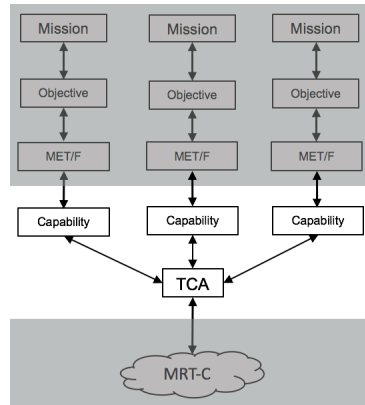 Mission Mission Mission
Objective Objective Objective
MET/F MET/F MET/F
Capability Capability Capability
TCA
MRT-C